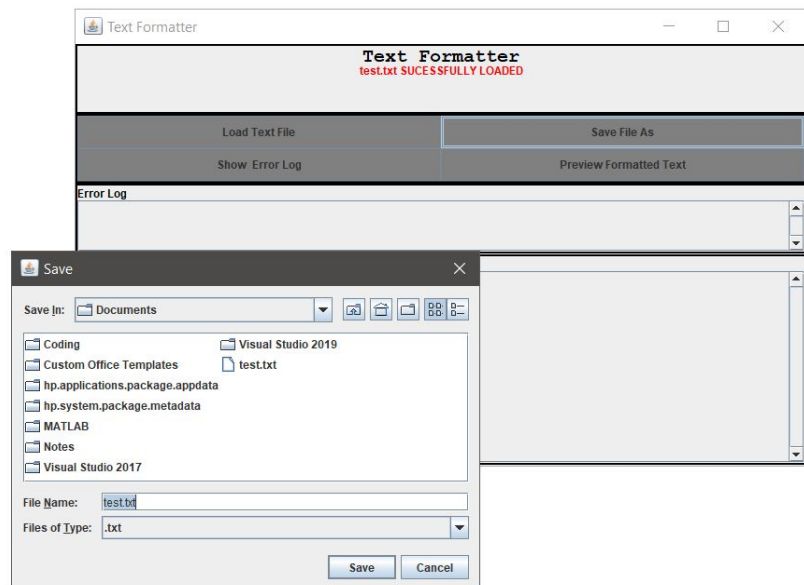 Text Formatter
Text Formatter
test.txt SUCESSFULLY LOADED
Load Text File Save File As
Show Error Log Preview Formatted Text
Error Log
Save
Save In: Documents
Coding Visual Studio 2019
Custom Office Templates test.txt
hp.applications.package.appdata
hp.system.package.metadata
MATLAB
Notes
Visual Studio 2017
File Name: test.txt
Files of Type: .txt
Save Cancel